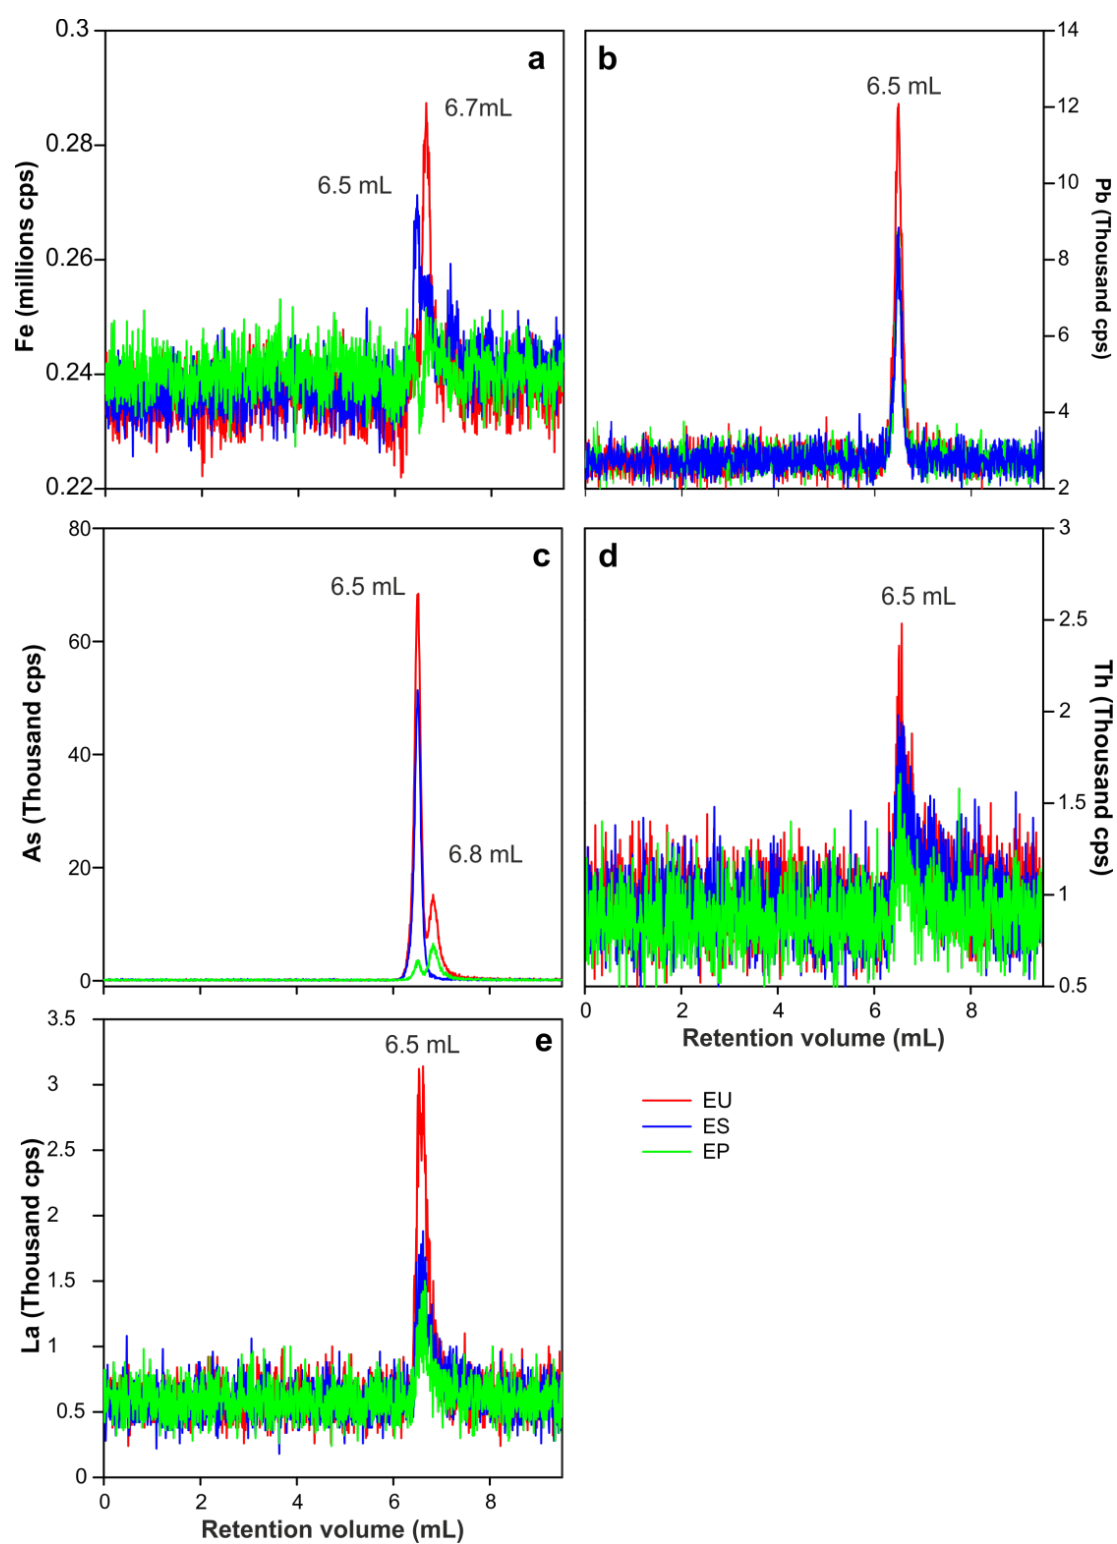 a
6.7mL
6.5 mL
0.3
0.28
0.26
0.24
0.22
Fe (millions cps)
b
6.5 mL
14
12
10
8
6
4
2
Pb (Thousand cps)
c
6.5 mL
6.8 mL
80
60
40
20
0
As (Thousand cps)
d
6.5 mL
3
2.5
2
1.5
1
0.5
Th (Thousand cps)
0 2 4 6 8
Retention volume (mL)
e
6.5 mL
3.5
3
2.5
2
1.5
1
0.5
0
La (Thousand cps)
0 2 4 6 8
Retention volume (mL)
EU
ES
EP